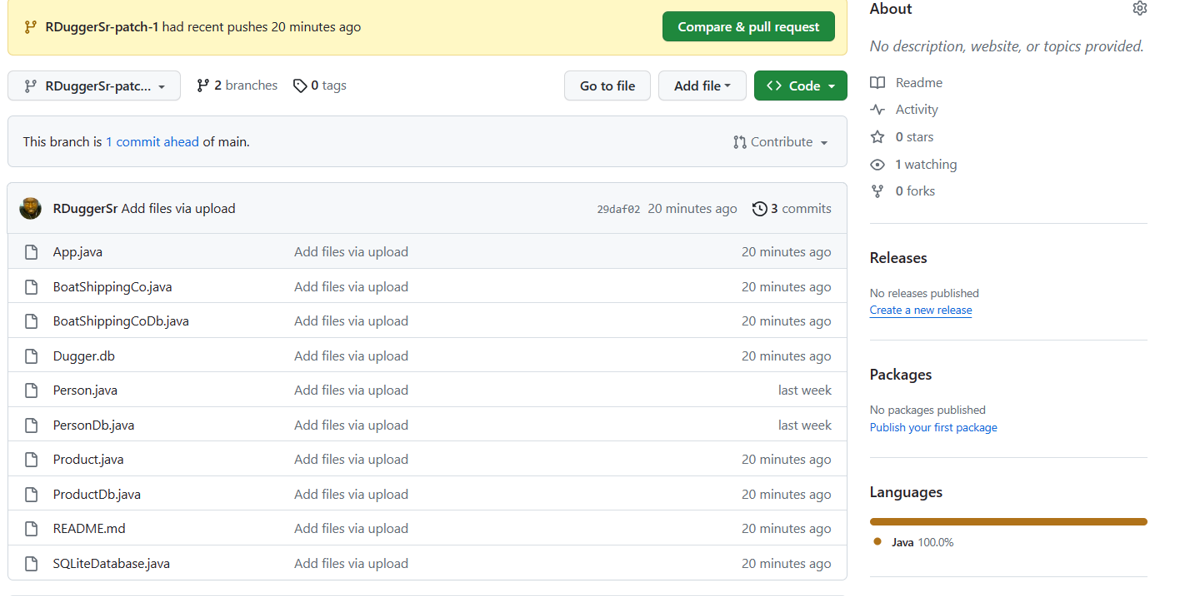 RDuggerSr-patch-1 had recent pushes 20 minutes ago
Compare & pull request
RDuggerSr-patc...
2 branches
0 tags
Go to file
Add file
<> Code
This branch is 1 commit ahead of main.
Contribute
RDuggerSr Add files via upload
29daf02 20 minutes ago
3 commits
App.java Add files via upload 20 minutes ago
BoatShippingCo.java Add files via upload 20 minutes ago
BoatShippingCoDb.java Add files via upload 20 minutes ago
Dugger.db Add files via upload 20 minutes ago
Person.java Add files via upload last week
PersonDb.java Add files via upload last week
Product.java Add files via upload 20 minutes ago
ProductDb.java Add files via upload 20 minutes ago
README.md Add files via upload 20 minutes ago
SQLiteDatabase.java Add files via upload 20 minutes ago
About
No description, website, or topics provided.
Readme
Activity
0 stars
1 watching
0 forks
Releases
No releases published
Create a new release
Packages
No packages published
Publish your first package
Languages
Java 100.0%